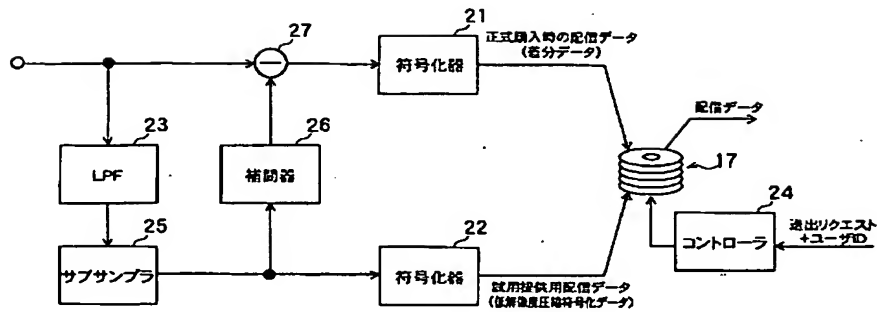 27
21
符号化器
正式購入時の配信データ
(差分データ)
配信データ
23
LPF
26
補間器
17
25
サブサンプラ
22
符号化器
試用提供用配信データ
(低解像度圧縮符号化データ)
24
コントローラ
送出リクエスト
+ユーザID